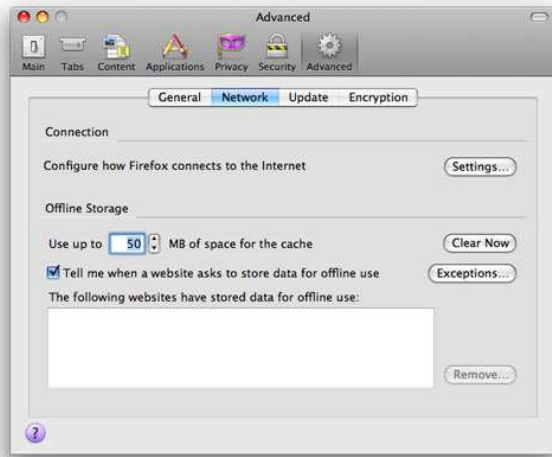 Advanced
Main Tabs Content Applications Privacy Security Advanced
General Network Update Encryption
Connection
Configure how Firefox connects to the Internet Settings...
Offline Storage
Use up to 50 MB of space for the cache Clear Now
Tell me when a website asks to store data for offline use Exceptions...
The following websites have stored data for offline use:
Remove...
?